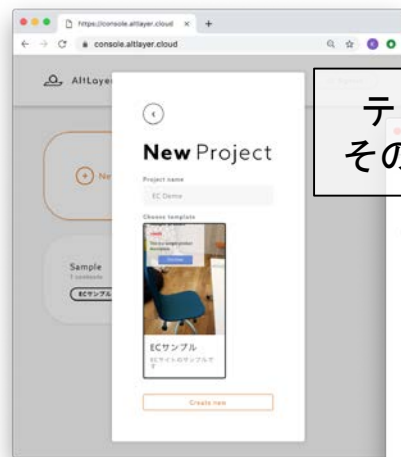 https://console.altlayer.cloud
console.altlayer.cloud
AltLaye
テ
その
New Project
Project name
EC Demo
Choose template
Ne
Sample
ECサンプル
ECサンプル
ECサイトのサンプルで
す
Create new